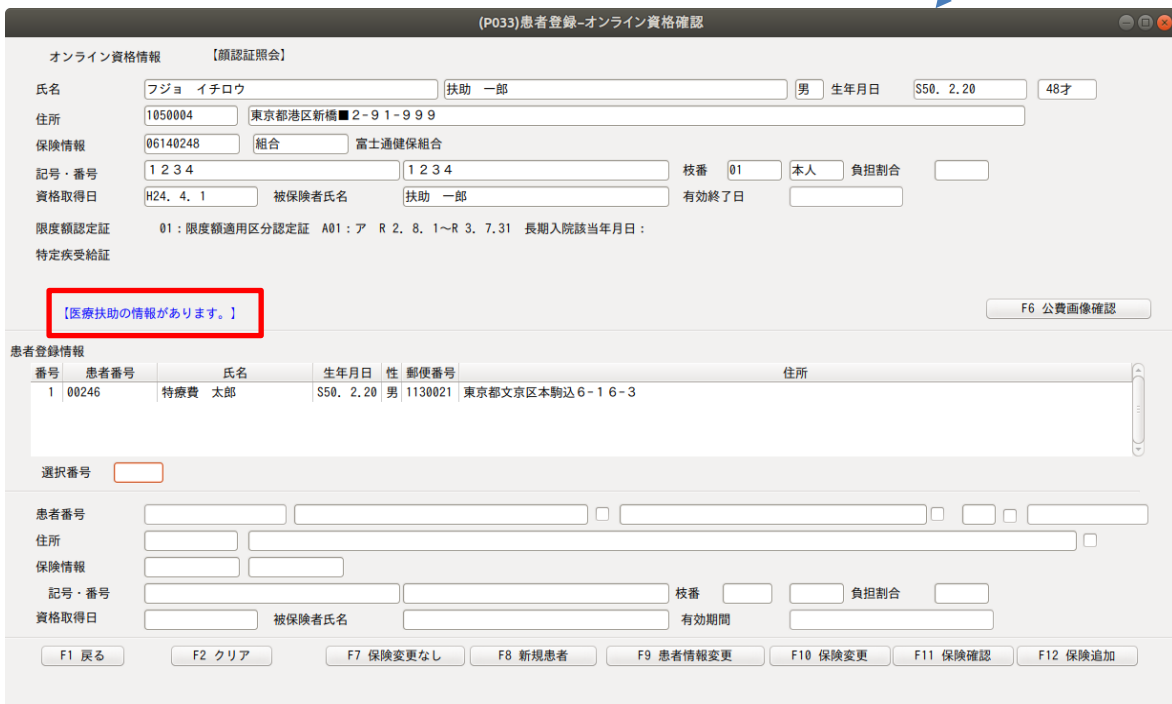 (P033)患者登録−オンライン資格確認
オンライン資格情報 【顔認証照会】
氏名 フジョ イチロウ 扶助 一郎 男 生年月日 S50. 2.20 48才
住所 1050004 東京都港区新橋■２−９１−９９９
保険情報 06140248 組合 富士通健保組合
記号・番号 １２３４ １２３４ 枝番 01 本人 負担割合
資格取得日 H24. 4. 1 被保険者氏名 扶助 一郎 有効終了日
限度額認定証 01：限度額適用区分認定証 A01：ア R 2. 8. 1〜R 3. 7.31 長期入院該当年月日：
特定疾受給証
【医療扶助の情報があります。】 F6 公費画像確認
患者登録情報
番号 患者番号 氏名 生年月日 性 郵便番号 住所
1 00246 特療費 太郎 S50. 2.20 男 1130021 東京都文京区本駒込６−１６−３
選択番号
患者番号
住所
保険情報
記号・番号 枝番 負担割合
資格取得日 被保険者氏名 有効期間
F1 戻る F2 クリア F7 保険変更なし F8 新規患者 F9 患者情報変更 F10 保険変更 F11 保険確認 F12 保険追加